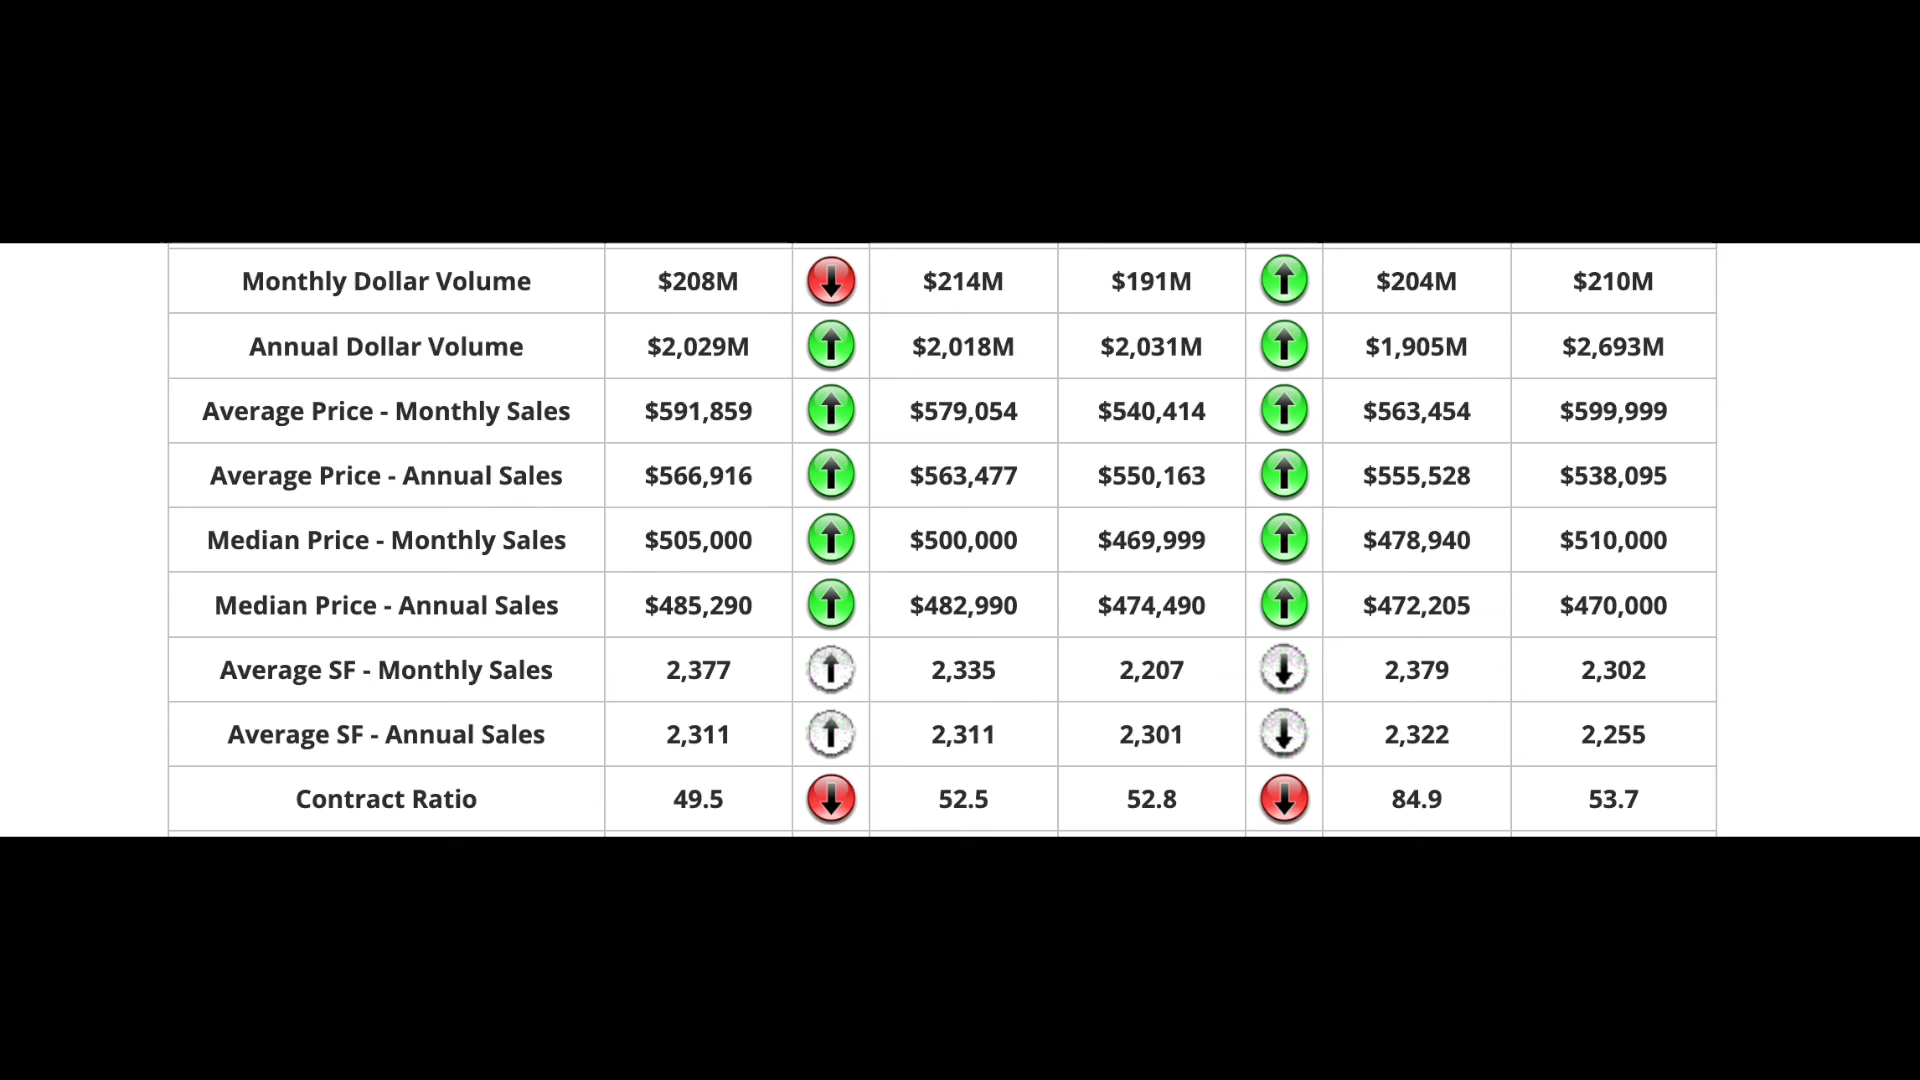 Monthly Dollar Volume $208M $214M $191M $204M $210M
Annual Dollar Volume $2,029M $2,018M $2,031M $1,905M $2,693M
Average Price - Monthly Sales $591,859 $579,054 $540,414 $563,454 $599,999
Average Price - Annual Sales $566,916 $563,477 $550,163 $555,528 $538,095
Median Price - Monthly Sales $505,000 $500,000 $469,999 $478,940 $510,000
Median Price - Annual Sales $485,290 $482,990 $474,490 $472,205 $470,000
Average SF - Monthly Sales 2,377 2,335 2,207 2,379 2,302
Average SF - Annual Sales 2,311 2,311 2,301 2,322 2,255
Contract Ratio 49.5 52.5 52.8 84.9 53.7